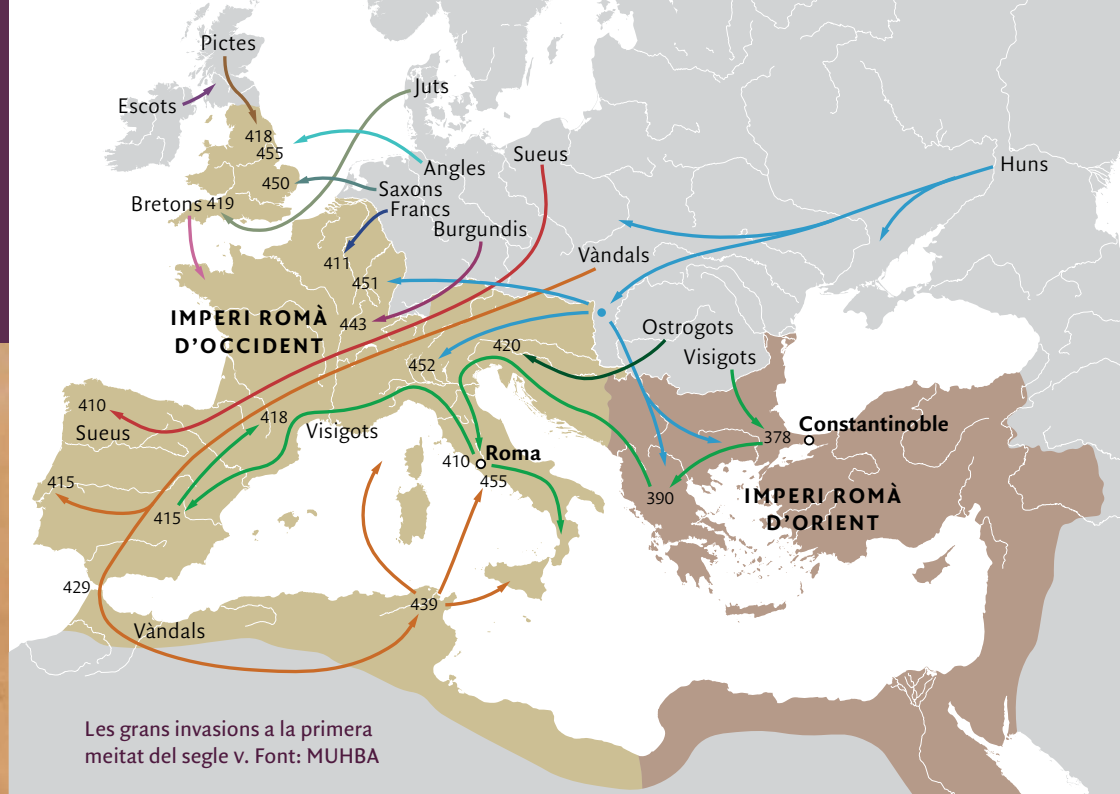 Pictes
Escots
Juts
418
455
Angles
Sueus
Huns
450
Saxons
Bretons 419
Francs
Burgundis
411
Vàndals
451
IMPERI ROMÀ
D'OCCIDENT
443
Ostrogots
420
Visigots
452
410
Sueus
418
Visigots
378
Constantinoble
410
Roma
455
415
390
IMPERI ROMÀ
D'ORIENT
415
429
439
Vàndals
Les grans invasions a la primera
meitat del segle v. Font: MUHBA